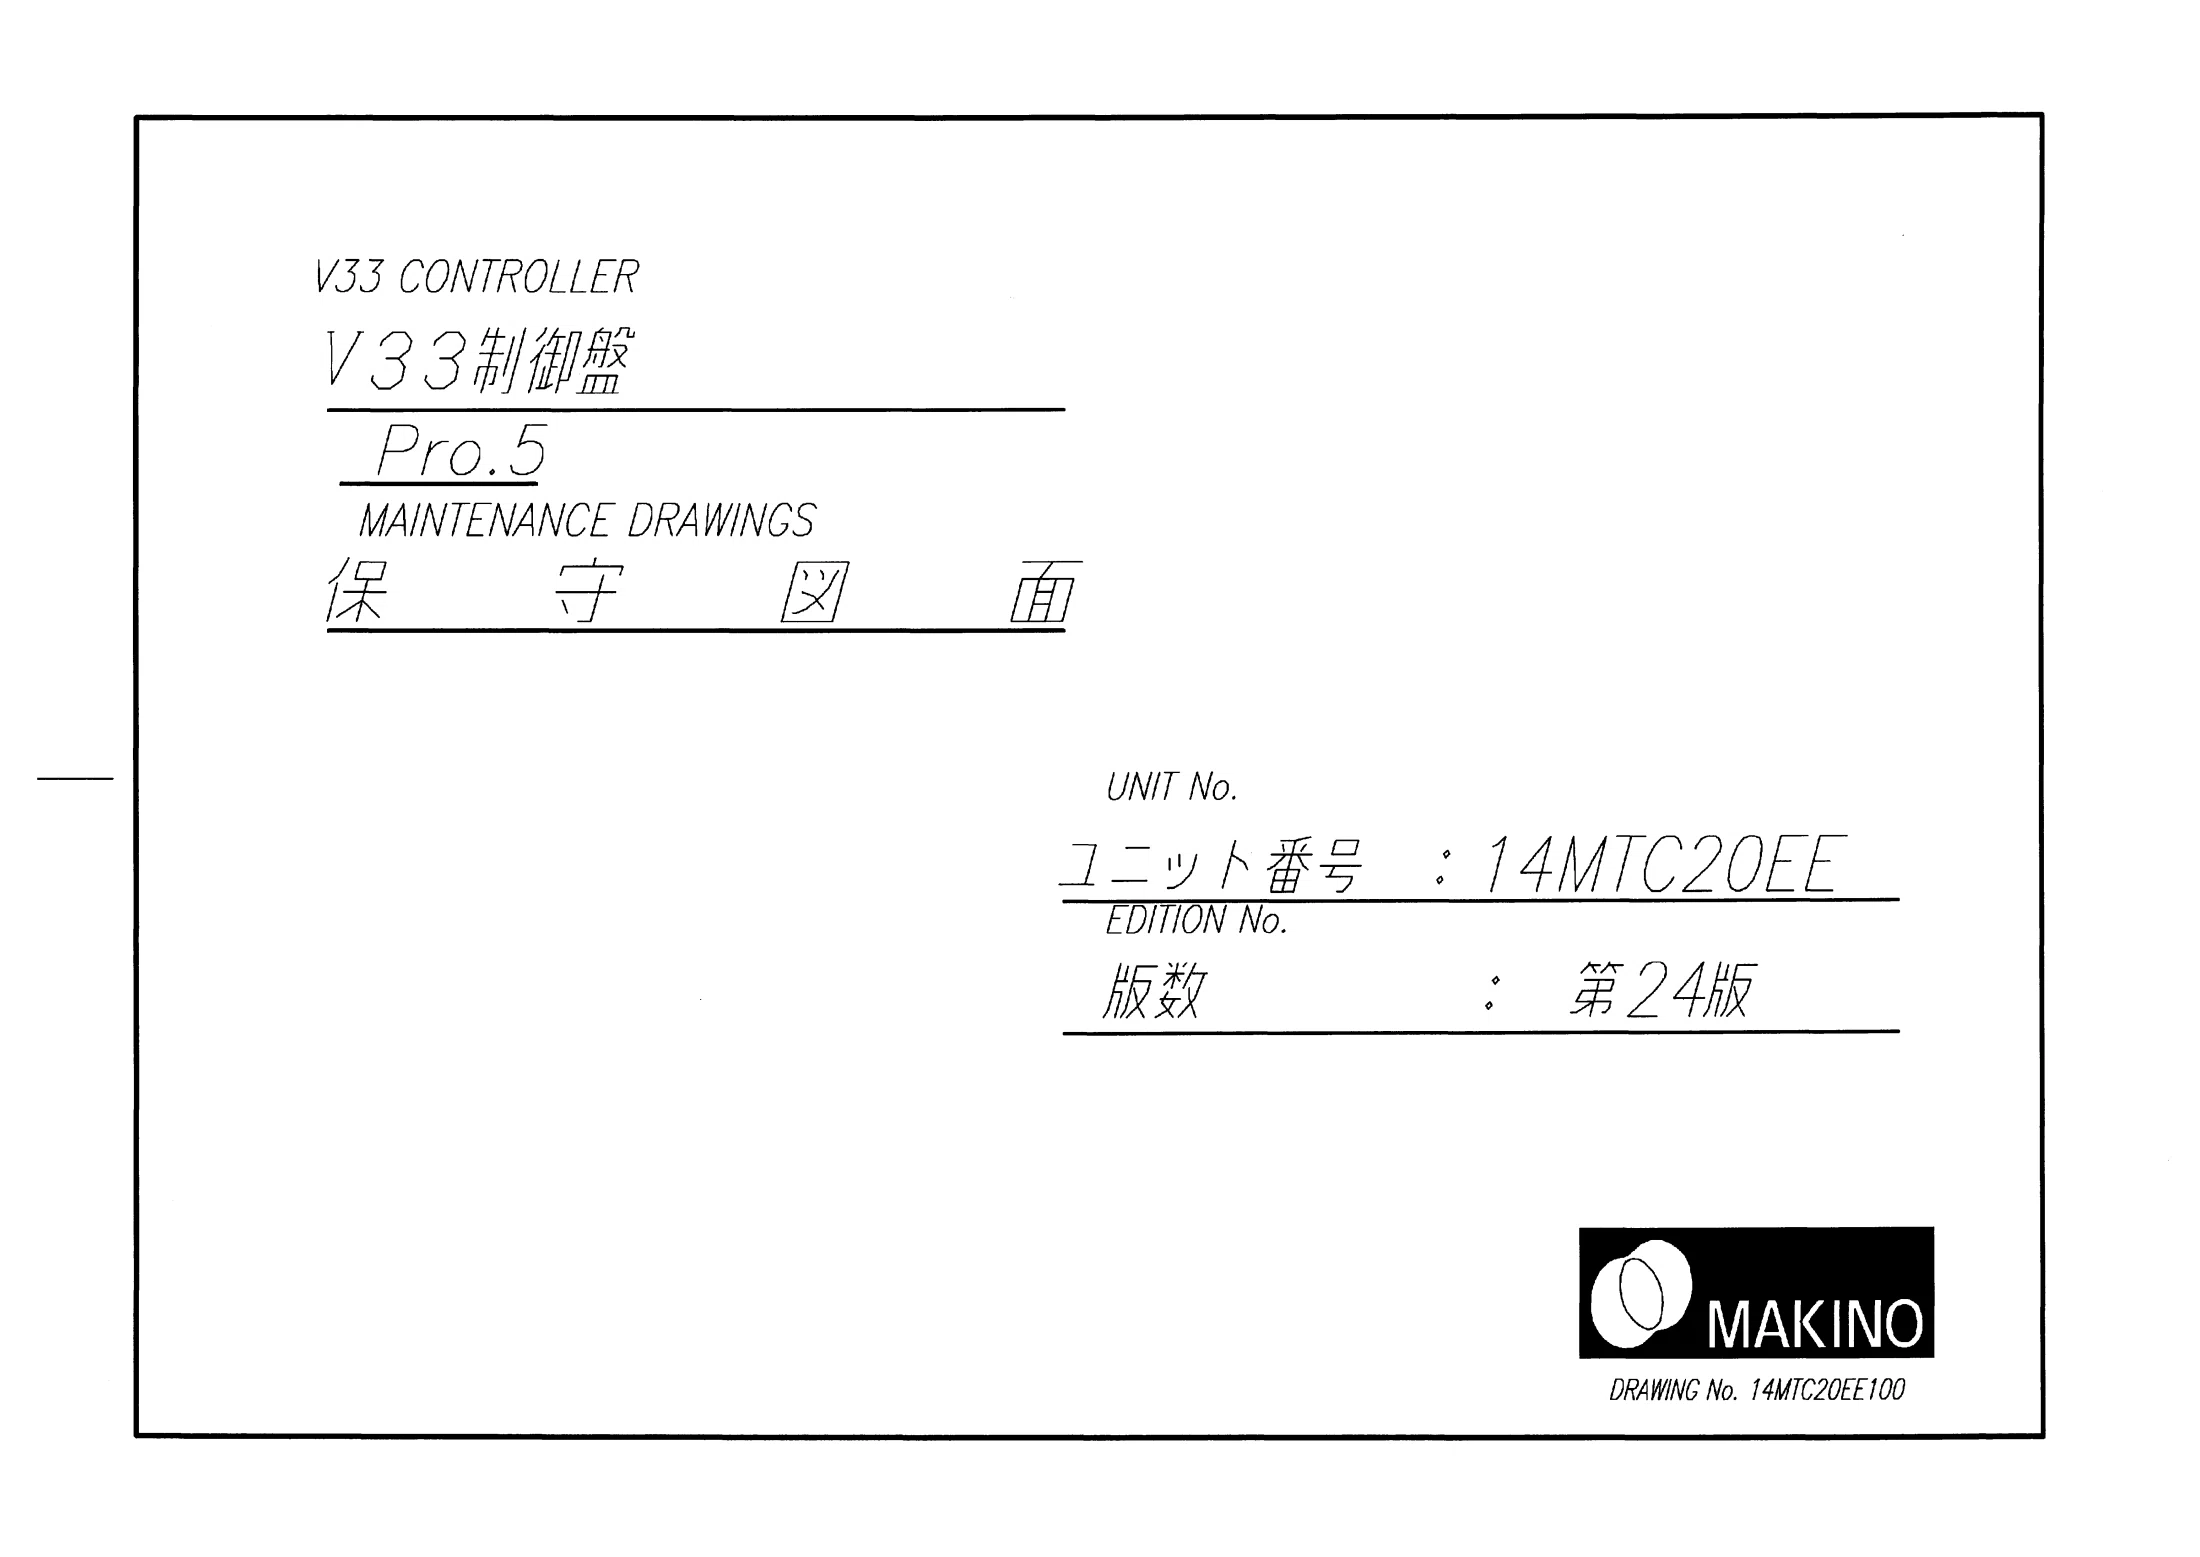 V33 CONTROLLER
V33制御盤
Pro.5
MAINTENANCE DRAWINGS
保守図面
UNIT No.
ユニット番号 : 14MTC20EE
EDITION No.
版数 : 第24版
MAKINO
DRAWING No. 14MTC20EE100